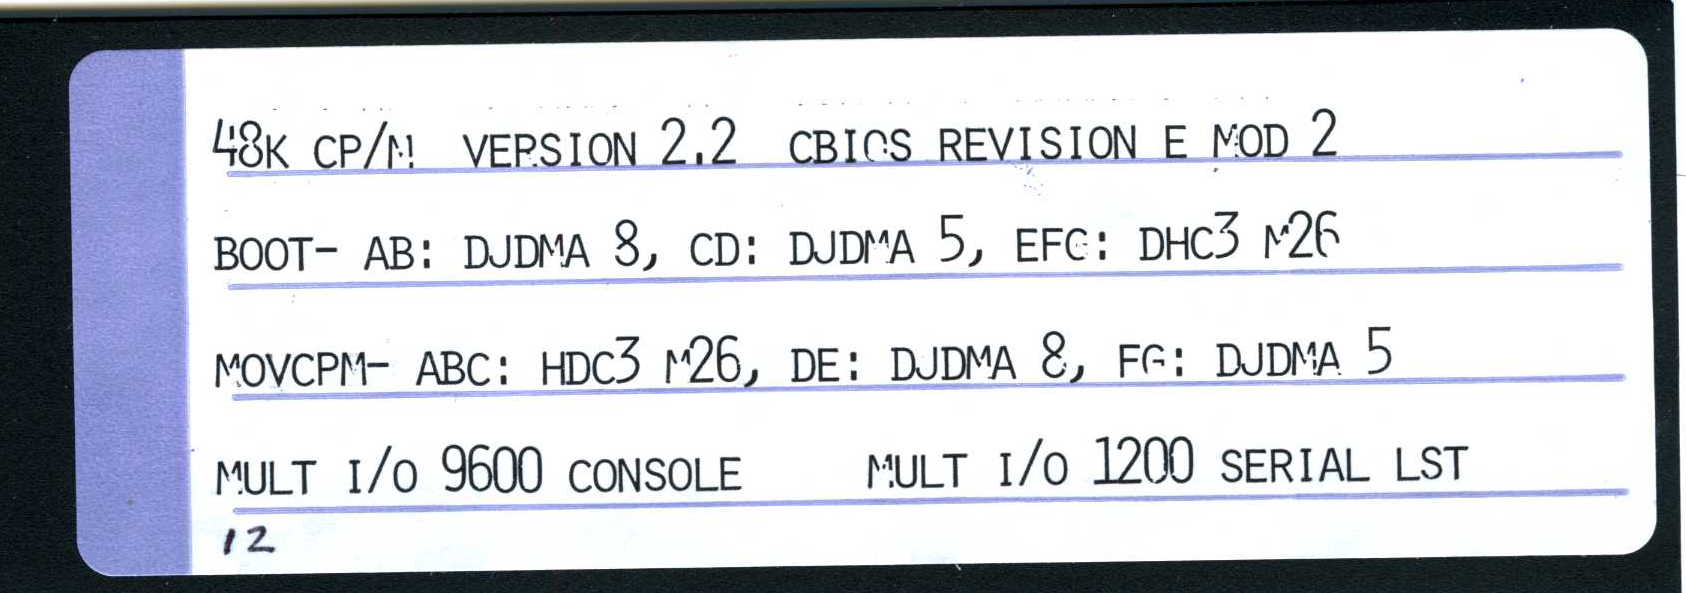 48K CP/M VERSION 2.2 CBIOS REVISION E MOD 2
BOOT- AB: DJDMA 8, CD: DJDMA 5, EFG: DHC3 M26
MOVCPM- ABC: HDC3 M26, DE: DJDMA 8, FG: DJDMA 5
MULT I/O 9600 CONSOLE MULT I/O 1200 SERIAL LST
12